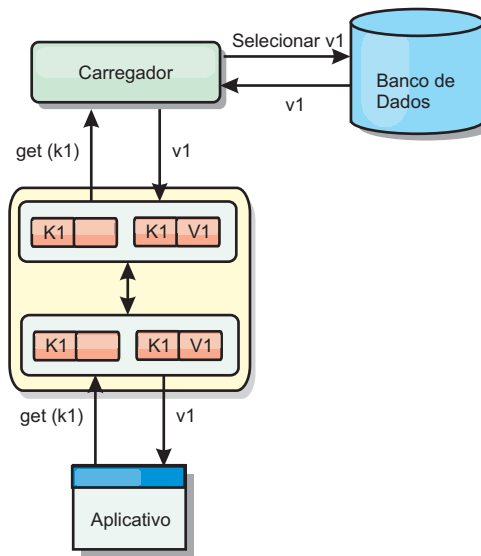 Selecionar v1
Carregador
Banco de
Dados
v1
get (k1)
v1
K1
K1 V1
K1
K1 V1
get (k1)
v1
Aplicativo